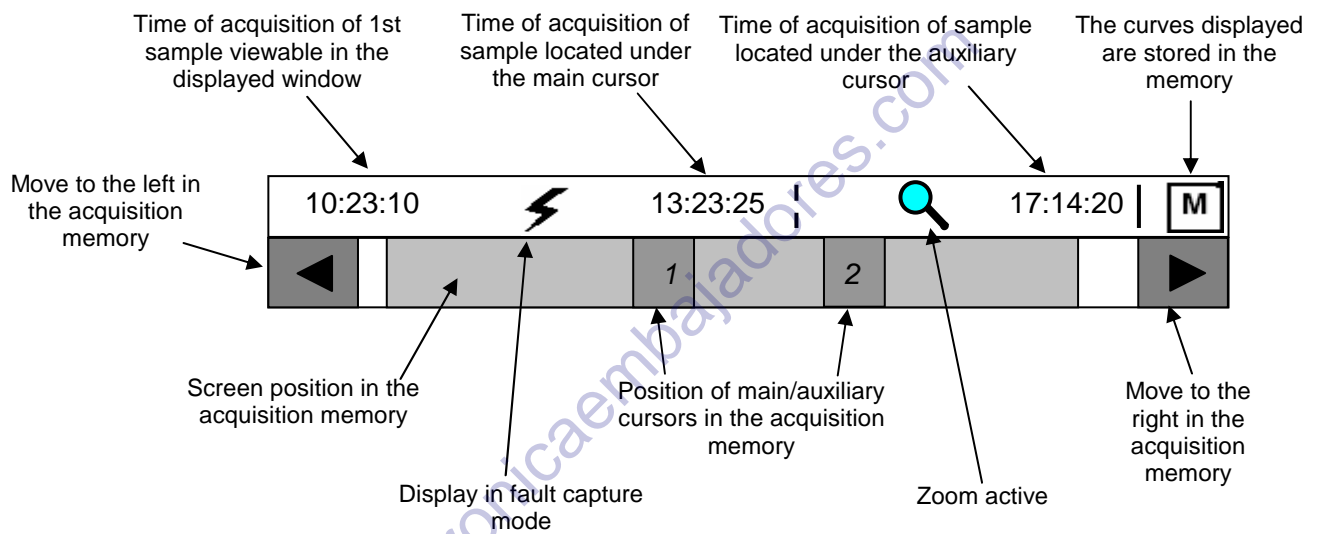 Time of acquisition of 1st
sample viewable in the
displayed window
Time of acquisition of
sample located under
the main cursor
Time of acquisition of sample
located under the auxiliary
cursor
The curves displayed
are stored in the
memory
Move to the left in
the acquisition
memory
10:23:10
13:23:25
17:14:20
M
1
2
Screen position in the
acquisition memory
Position of main/auxiliary
cursors in the acquisition
memory
Move to the
right in the
acquisition
memory
Display in fault capture
mode
Zoom active
ronicaembajadores.com